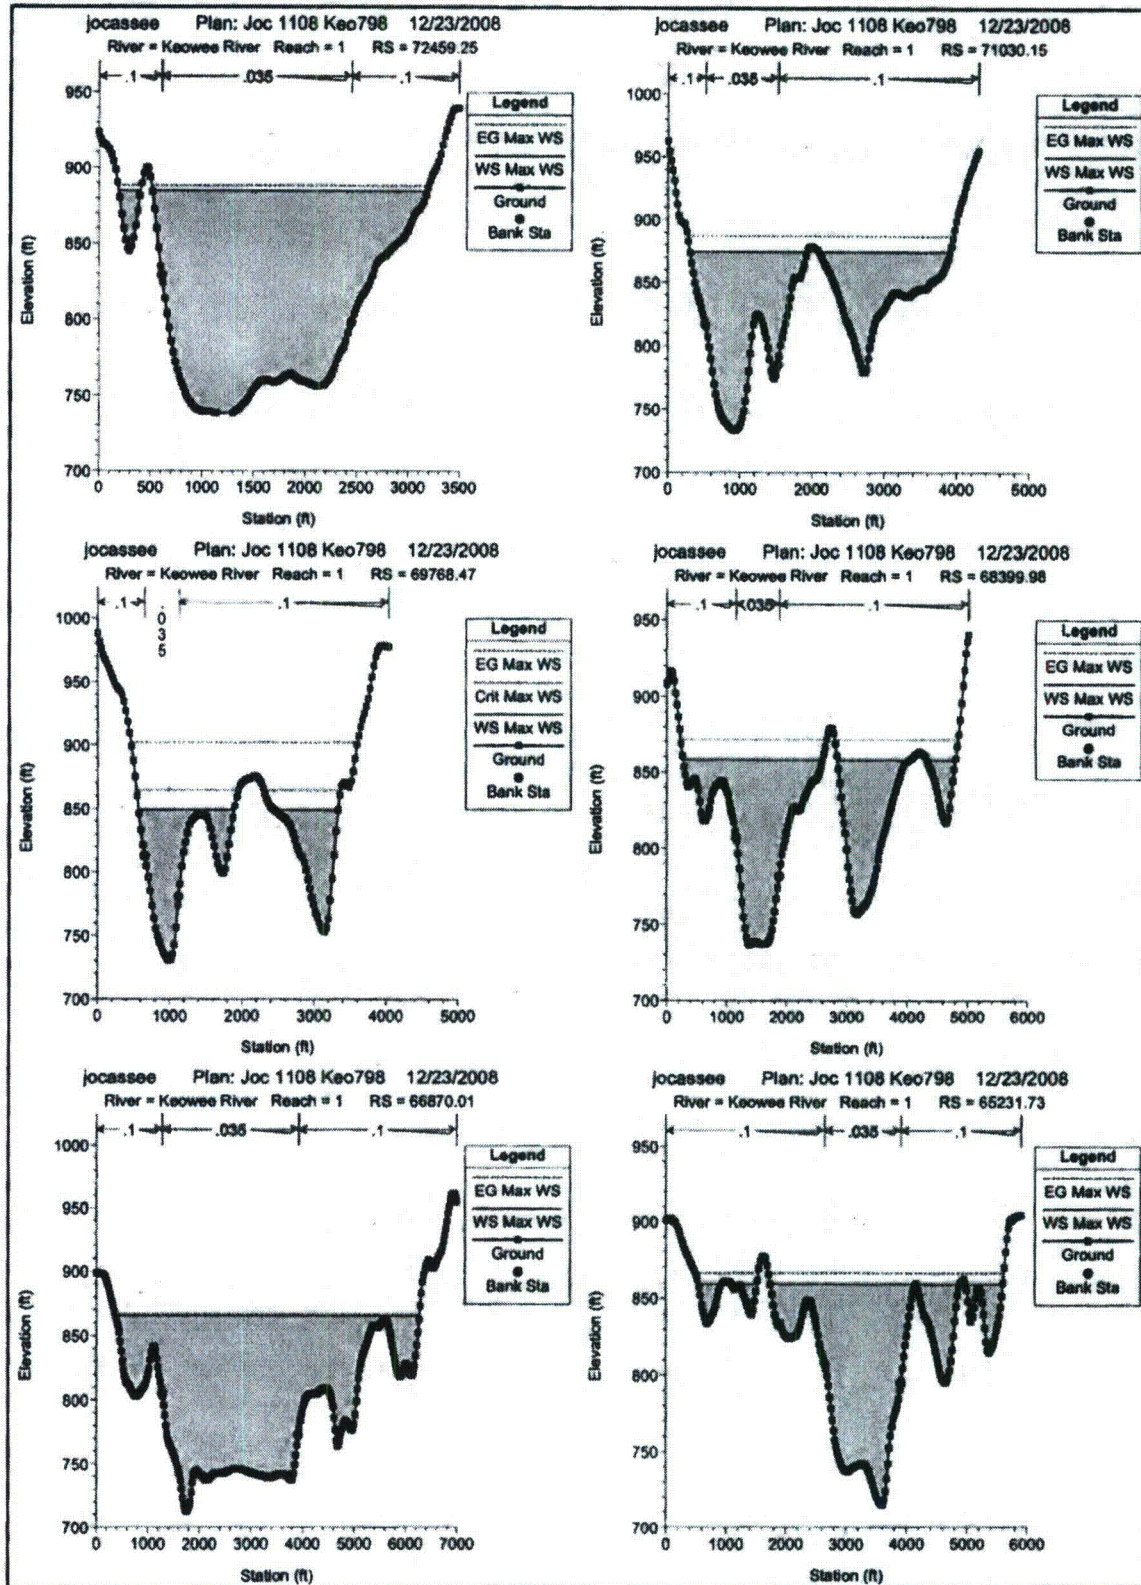 jocassee Plan: Joc 1108 Keo798 12/23/2008
River = Keowee River Reach = 1 RS = 72459.25
.1 .035 .1
Legend
EG Max WS
WS Max WS
Ground
Bank Sta
Elevation (ft)
950
900
850
800
750
700
0 500 1000 1500 2000 2500 3000 3500
Station (ft)
jocassee Plan: Joc 1108 Keo798 12/23/2008
River = Keowee River Reach = 1 RS = 71030.15
.1 .035 .1
Legend
EG Max WS
WS Max WS
Ground
Bank Sta
Elevation (ft)
1000
950
900
850
800
750
700
0 1000 2000 3000 4000 5000
Station (ft)
jocassee Plan: Joc 1108 Keo798 12/23/2008
River = Keowee River Reach = 1 RS = 69768.47
.1 .035 .1
Legend
EG Max WS
Crit Max WS
WS Max WS
Ground
Bank Sta
Elevation (ft)
1000
950
900
850
800
750
700
0 1000 2000 3000 4000 5000
Station (ft)
jocassee Plan: Joc 1108 Keo798 12/23/2008
River = Keowee River Reach = 1 RS = 68399.98
.1 .035 .1
Legend
EG Max WS
WS Max WS
Ground
Bank Sta
Elevation (ft)
950
900
850
800
750
700
0 1000 2000 3000 4000 5000 6000
Station (ft)
jocassee Plan: Joc 1108 Keo798 12/23/2008
River = Keowee River Reach = 1 RS = 66870.01
.1 .035 .1
Legend
EG Max WS
WS Max WS
Ground
Bank Sta
Elevation (ft)
1000
950
900
850
800
750
700
0 1000 2000 3000 4000 5000 6000 7000
Station (ft)
jocassee Plan: Joc 1108 Keo798 12/23/2008
River = Keowee River Reach = 1 RS = 65231.73
.1 .035 .1
Legend
EG Max WS
WS Max WS
Ground
Bank Sta
Elevation (ft)
950
900
850
800
750
700
0 1000 2000 3000 4000 5000 6000
Station (ft)